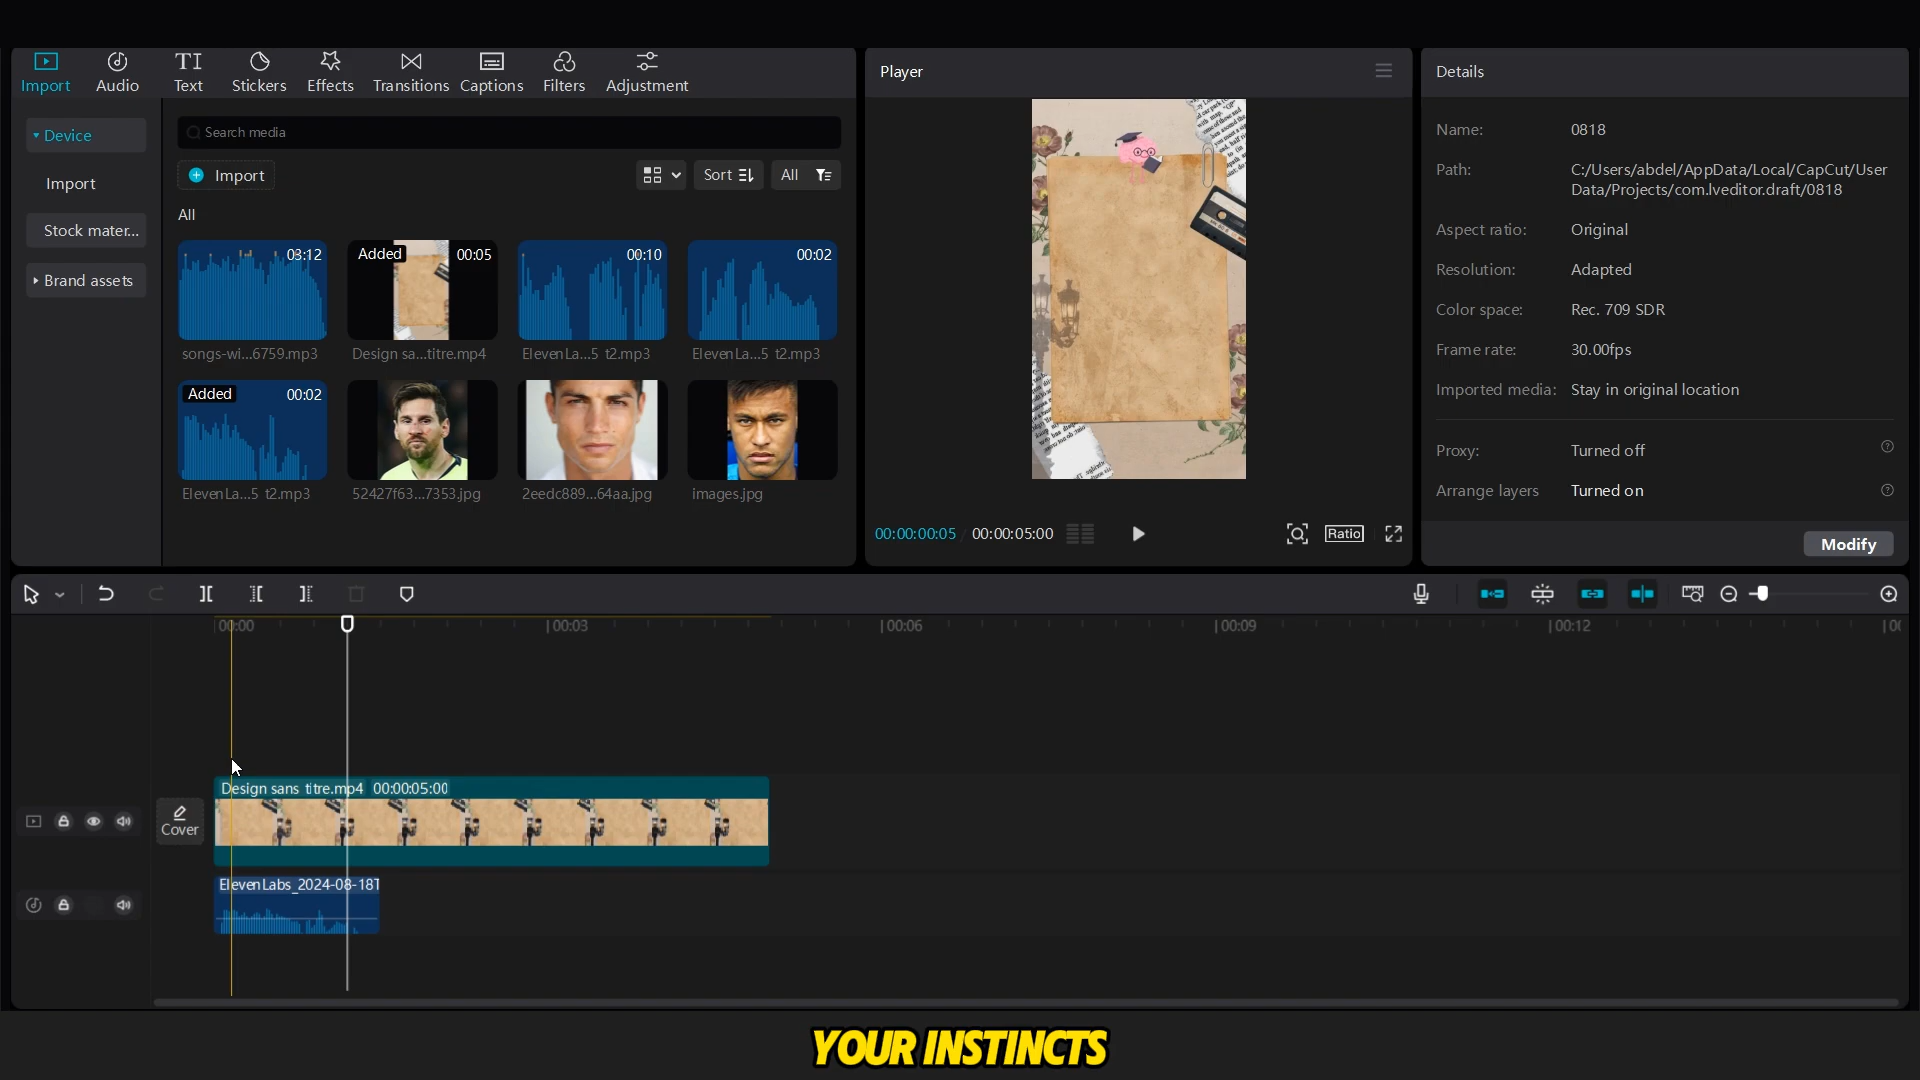 Import
Audio
Text
Stickers
Effects
Transitions
Captions
Filters
Adjustment
Device
Import
Stock mater...
Brand assets
Search media
Import
Sort
All
All
03:12
songs-wi...6759.mp3
Added 00:05
Design sa...titre.mp4
00:10
ElevenLa...5 t2.mp3
00:02
ElevenLa...5 t2.mp3
Added 00:02
ElevenLa...5 t2.mp3
52427f63...7353.jpg
2eedc889...64aa.jpg
images.jpg
Player
00:00:00:05 / 00:00:05:00
Ratio
Details
Name: 0818
Path: C:/Users/abdel/AppData/Local/CapCut/User
Data/Projects/com.lveditor.draft/0818
Aspect ratio: Original
Resolution: Adapted
Color space: Rec. 709 SDR
Frame rate: 30.00fps
Imported media: Stay in original location
Proxy: Turned off
Arrange layers Turned on
Modify
00:00
00:03
00:06
00:09
00:12
Cover
Design sans titre.mp4 00:00:05:00
ElevenLabs_2024-08-18T
YOUR INSTINCTS